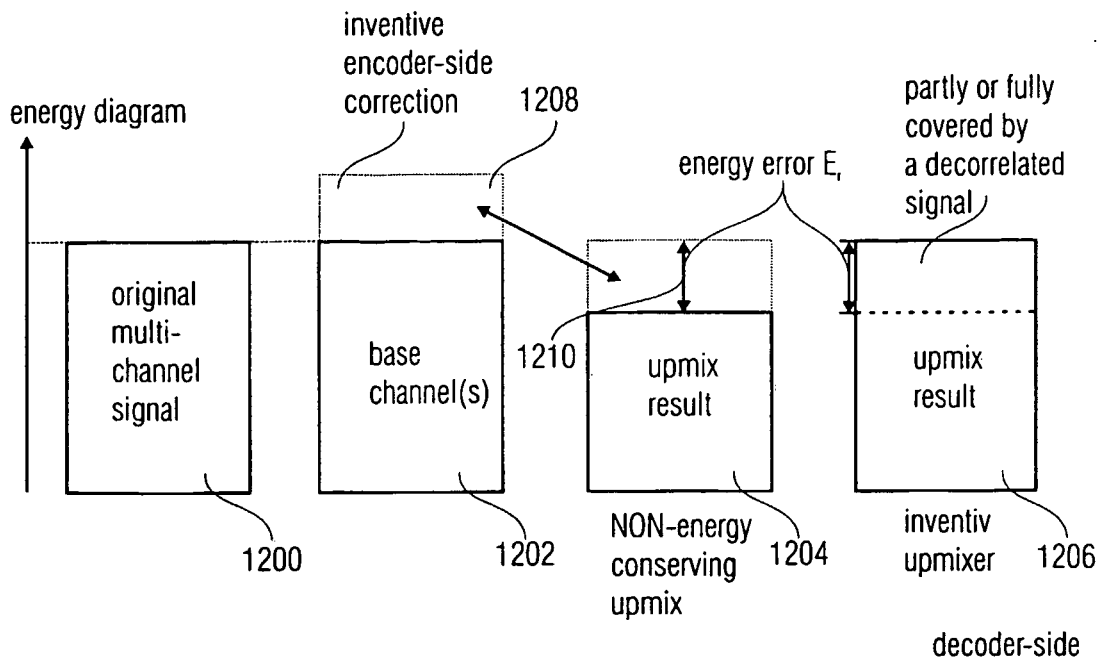 inventive
encoder-side
correction
1208
partly or fully
covered by
a decorrelated
signal
energy diagram
energy error Er
original
multi-
channel
signal
base
channel(s)
1210
upmix
result
upmix
result
1200
1202
NON-energy
conserving
upmix
1204
inventiv
upmixer
1206
decoder-side